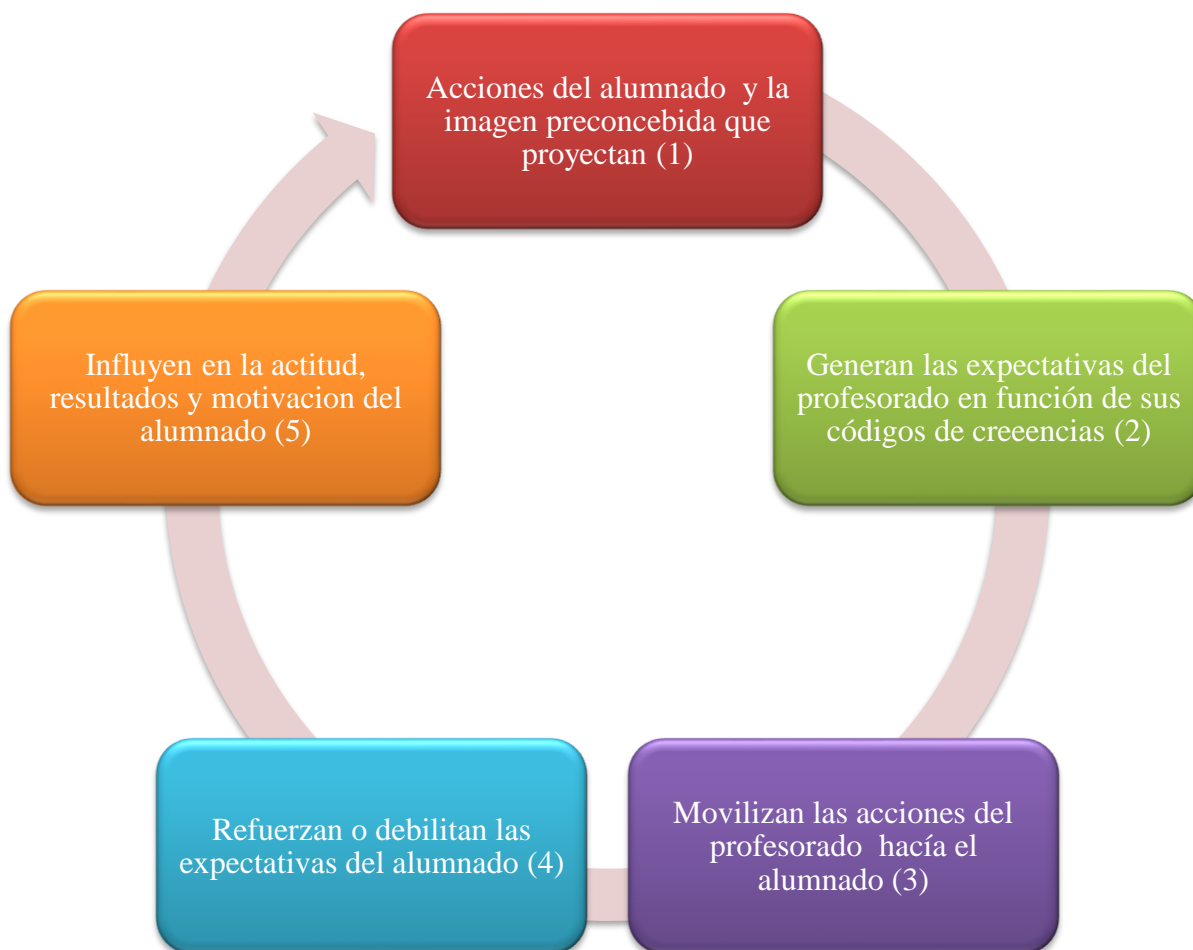 Acciones del alumnado y la
imagen preconcebida que
proyectan (1)
Generan las expectativas del
profesorado en función de sus
códigos de creeencias (2)
Movilizan las acciones del
profesorado hacía el
alumnado (3)
Refuerzan o debilitan las
expectativas del alumnado (4)
Influyen en la actitud,
resultados y motivacion del
alumnado (5)